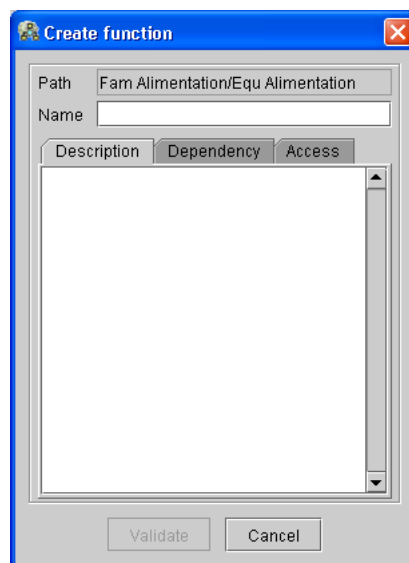 Create function
Path Fam Alimentation/Equ Alimentation
Name
Description Dependency Access
Validate Cancel